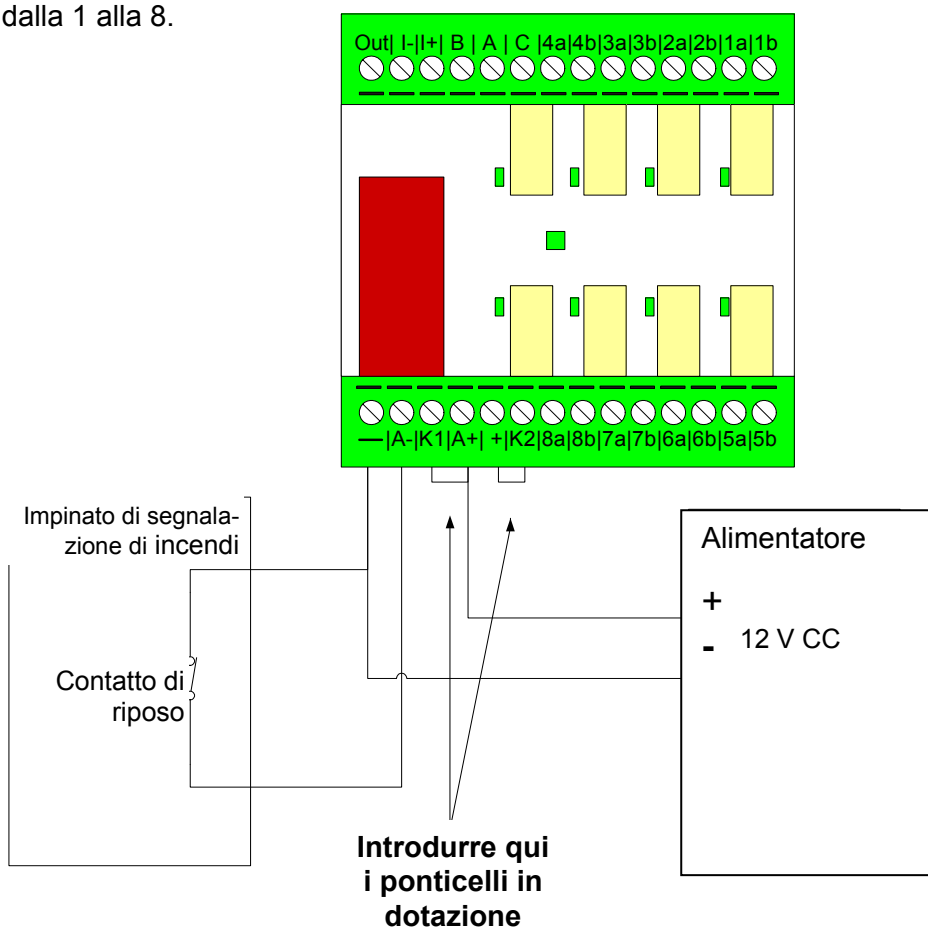 dalla 1 alla 8.
Out| I-|I+| B | A | C |4a|4b|3a|3b|2a|2b|1a|1b
—|A-|K1|A+| +|K2|8a|8b|7a|7b|6a|6b|5a|5b
Impinato di segnala-
zione di incendi
Contatto di
riposo
Alimentatore
+
- 12 V CC
Introdurre qui
i ponticelli in
dotazione